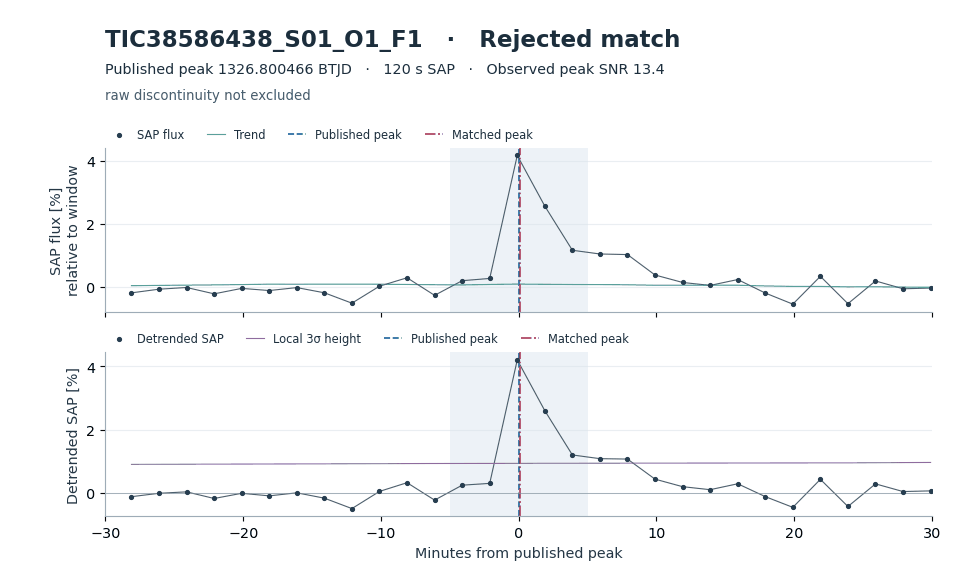 TIC38586438_S01_O1_F1 · Rejected match
Published peak 1326.800466 BTJD · 120 s SAP · Observed peak SNR 13.4
raw discontinuity not excluded
SAP flux Trend Published peak Matched peak
SAP flux [%]
relative to window
4
2
0
Detrended SAP Local 3σ height Published peak Matched peak
Detrended SAP [%]
4
2
0
−30 −20 −10 0 10 20 30
Minutes from published peak